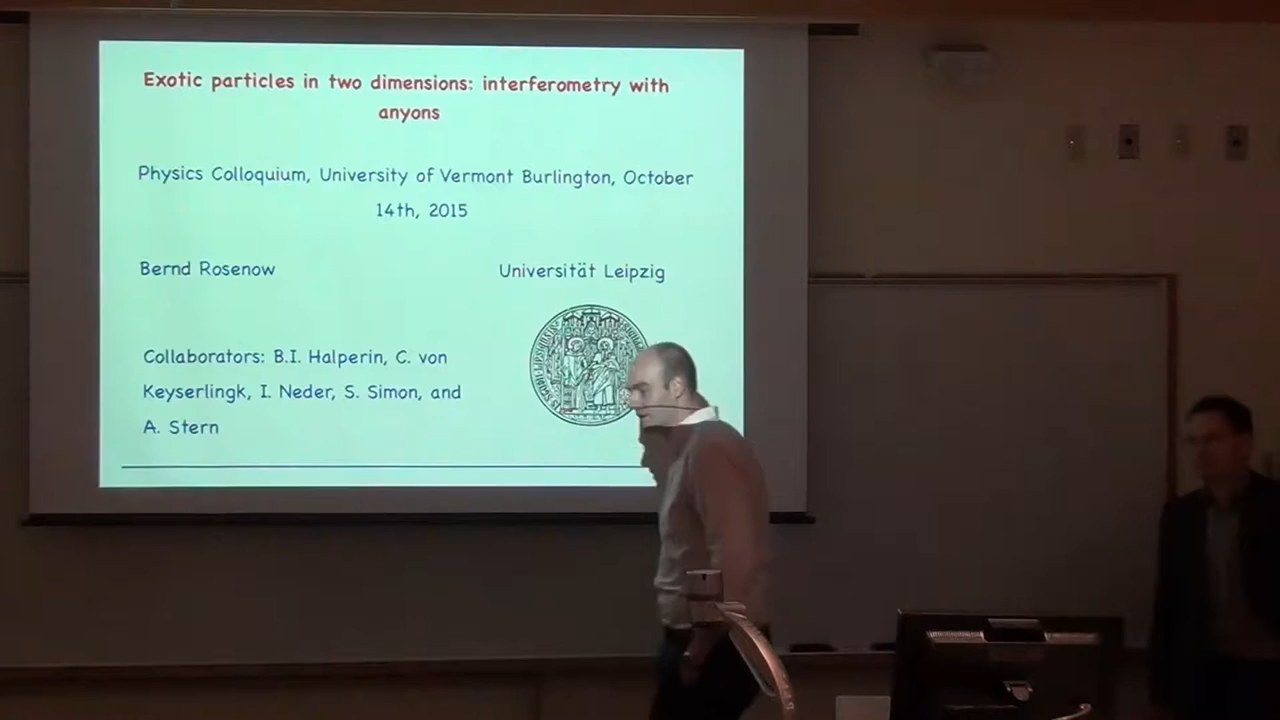 Exotic particles in two dimensions: interferometry with
anyons
Physics Colloquium, University of Vermont Burlington, October
14th, 2015
Bernd Rosenow
Universität Leipzig
Collaborators: B.I. Halperin, C. von
Keyserlingk, I. Neder, S. Simon, and
A. Stern